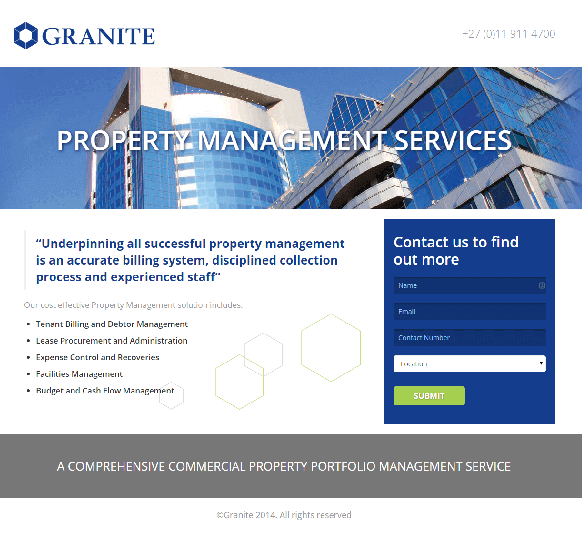 GRANITE
+27 (0)11 911 4700
PROPERTY MANAGEMENT SERVICES
“Underpinning all successful property management
is an accurate billing system, disciplined collection
process and experienced staff”
Our cost effective Property Management solution includes:
Tenant Billing and Debtor Management
Lease Procurement and Administration
Expense Control and Recoveries
Facilities Management
Budget and Cash Flow Management
Contact us to find
out more
Name
Email
Contact Number
Location
SUBMIT
A COMPREHENSIVE COMMERCIAL PROPERTY PORTFOLIO MANAGEMENT SERVICE
©Granite 2014. All rights reserved